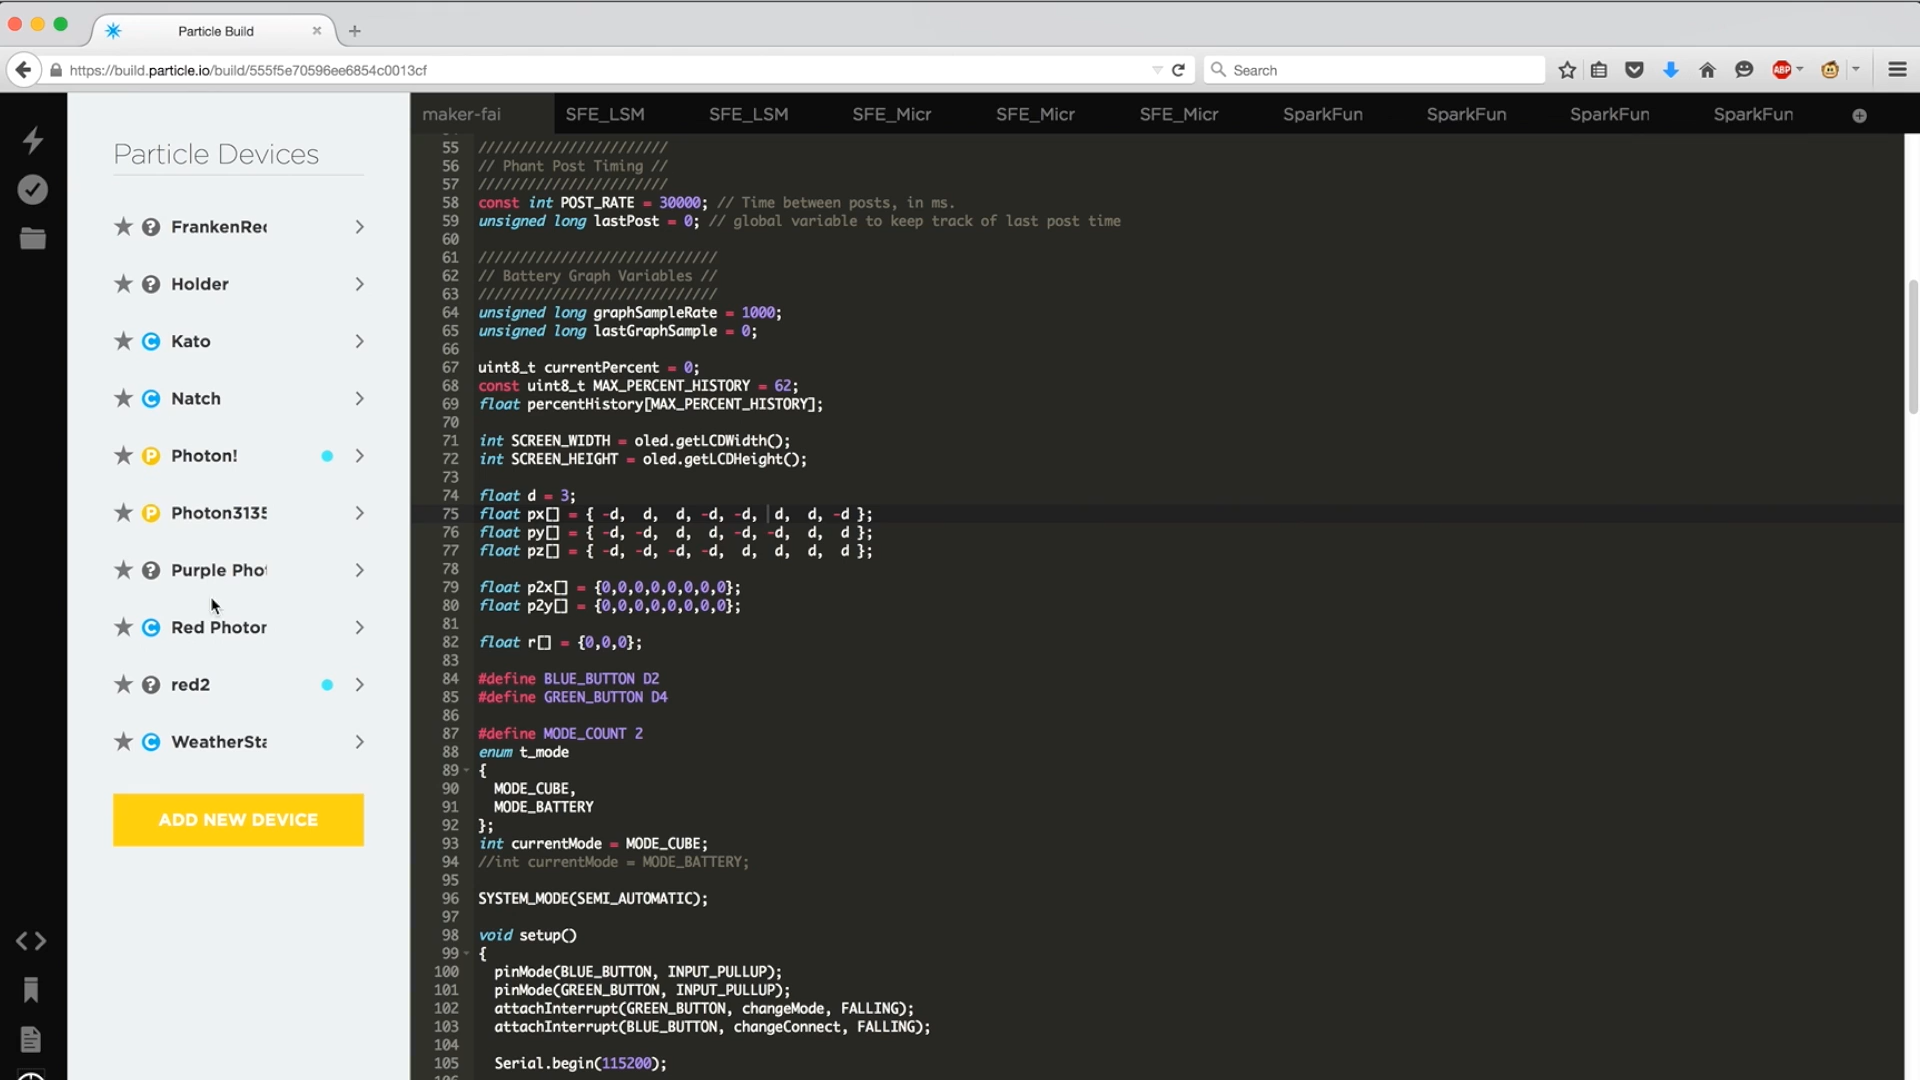 Particle Build
https://build.particle.io/build/555f5e70596ee6854c0013cf
Search
ABP
Particle Devices
FrankenRec
Holder
Kato
Natch
Photon!
Photon3135
Purple Phot
Red Photor
red2
WeatherSta
ADD NEW DEVICE
maker-fai
SFE_LSM
SFE_LSM
SFE_Micr
SFE_Micr
SFE_Micr
SparkFun
SparkFun
SparkFun
SparkFun
55 ///////////////////////
56 // Phant Post Timing //
57 ///////////////////////
58 const int POST_RATE = 30000; // Time between posts, in ms.
59 unsigned long lastPost = 0; // global variable to keep track of last post time
60
61 /////////////////////////////
62 // Battery Graph Variables //
63 /////////////////////////////
64 unsigned long graphSampleRate = 1000;
65 unsigned long lastGraphSample = 0;
66
67 uint8_t currentPercent = 0;
68 const uint8_t MAX_PERCENT_HISTORY = 62;
69 float percentHistory[MAX_PERCENT_HISTORY];
70
71 int SCREEN_WIDTH = oled.getLCDWidth();
72 int SCREEN_HEIGHT = oled.getLCDHeight();
73
74 float d = 3;
75 float px[] = { -d,  d,  d, -d, -d,  d,  d, -d };
76 float py[] = { -d, -d,  d,  d, -d, -d,  d,  d };
77 float pz[] = { -d, -d, -d, -d,  d,  d,  d,  d };
78
79 float p2x[] = {0,0,0,0,0,0,0,0};
80 float p2y[] = {0,0,0,0,0,0,0,0};
81
82 float r[] = {0,0,0};
83
84 #define BLUE_BUTTON D2
85 #define GREEN_BUTTON D4
86
87 #define MODE_COUNT 2
88 enum t_mode
89 {
90   MODE_CUBE,
91   MODE_BATTERY
92 };
93 int currentMode = MODE_CUBE;
94 //int currentMode = MODE_BATTERY;
95
96 SYSTEM_MODE(SEMI_AUTOMATIC);
97
98 void setup()
99 {
100   pinMode(BLUE_BUTTON, INPUT_PULLUP);
101   pinMode(GREEN_BUTTON, INPUT_PULLUP);
102   attachInterrupt(GREEN_BUTTON, changeMode, FALLING);
103   attachInterrupt(BLUE_BUTTON, changeConnect, FALLING);
104
105   Serial.begin(115200);